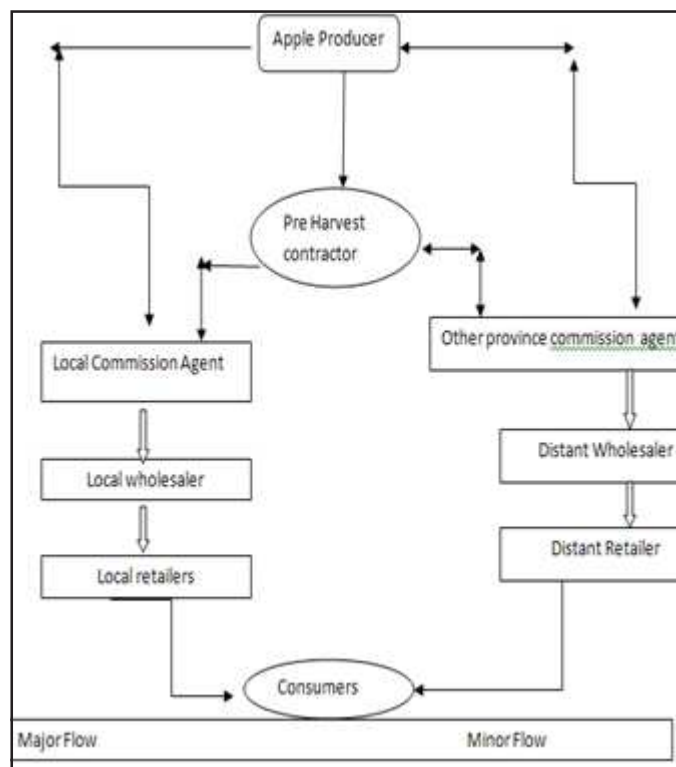 Apple Producer
Pre Harvest
contractor
Local Commission Agent
Other province commission agent
Local wholesaler
Distant Wholesaler
Local retailers
Distant Retailer
Consumers
Major Flow
Minor Flow